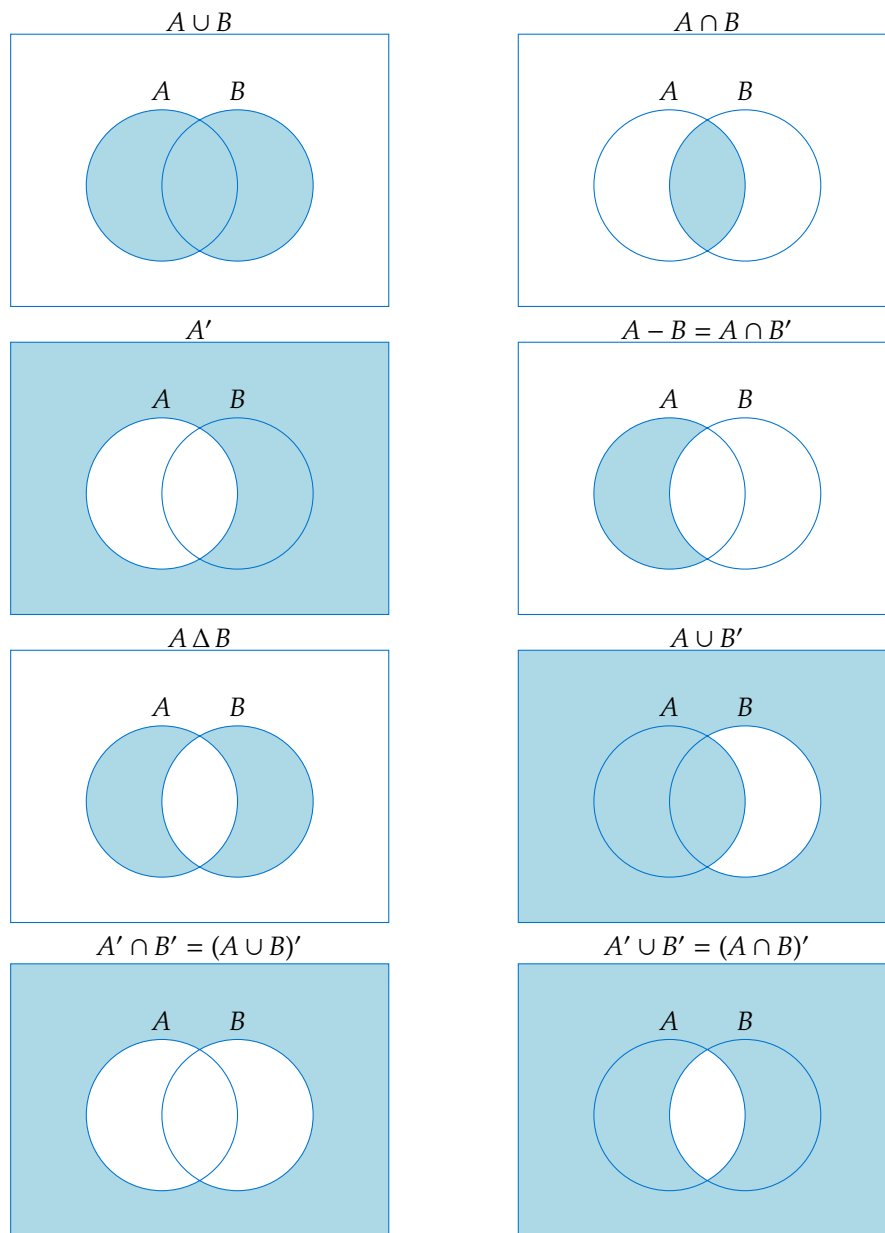 A ∪ B
A ∩ B
A B
A B
A′
A − B = A ∩ B′
A B
A B
A Δ B
A ∪ B′
A B
A B
A′ ∩ B′ = (A ∪ B)′
A′ ∪ B′ = (A ∩ B)′
A B
A B